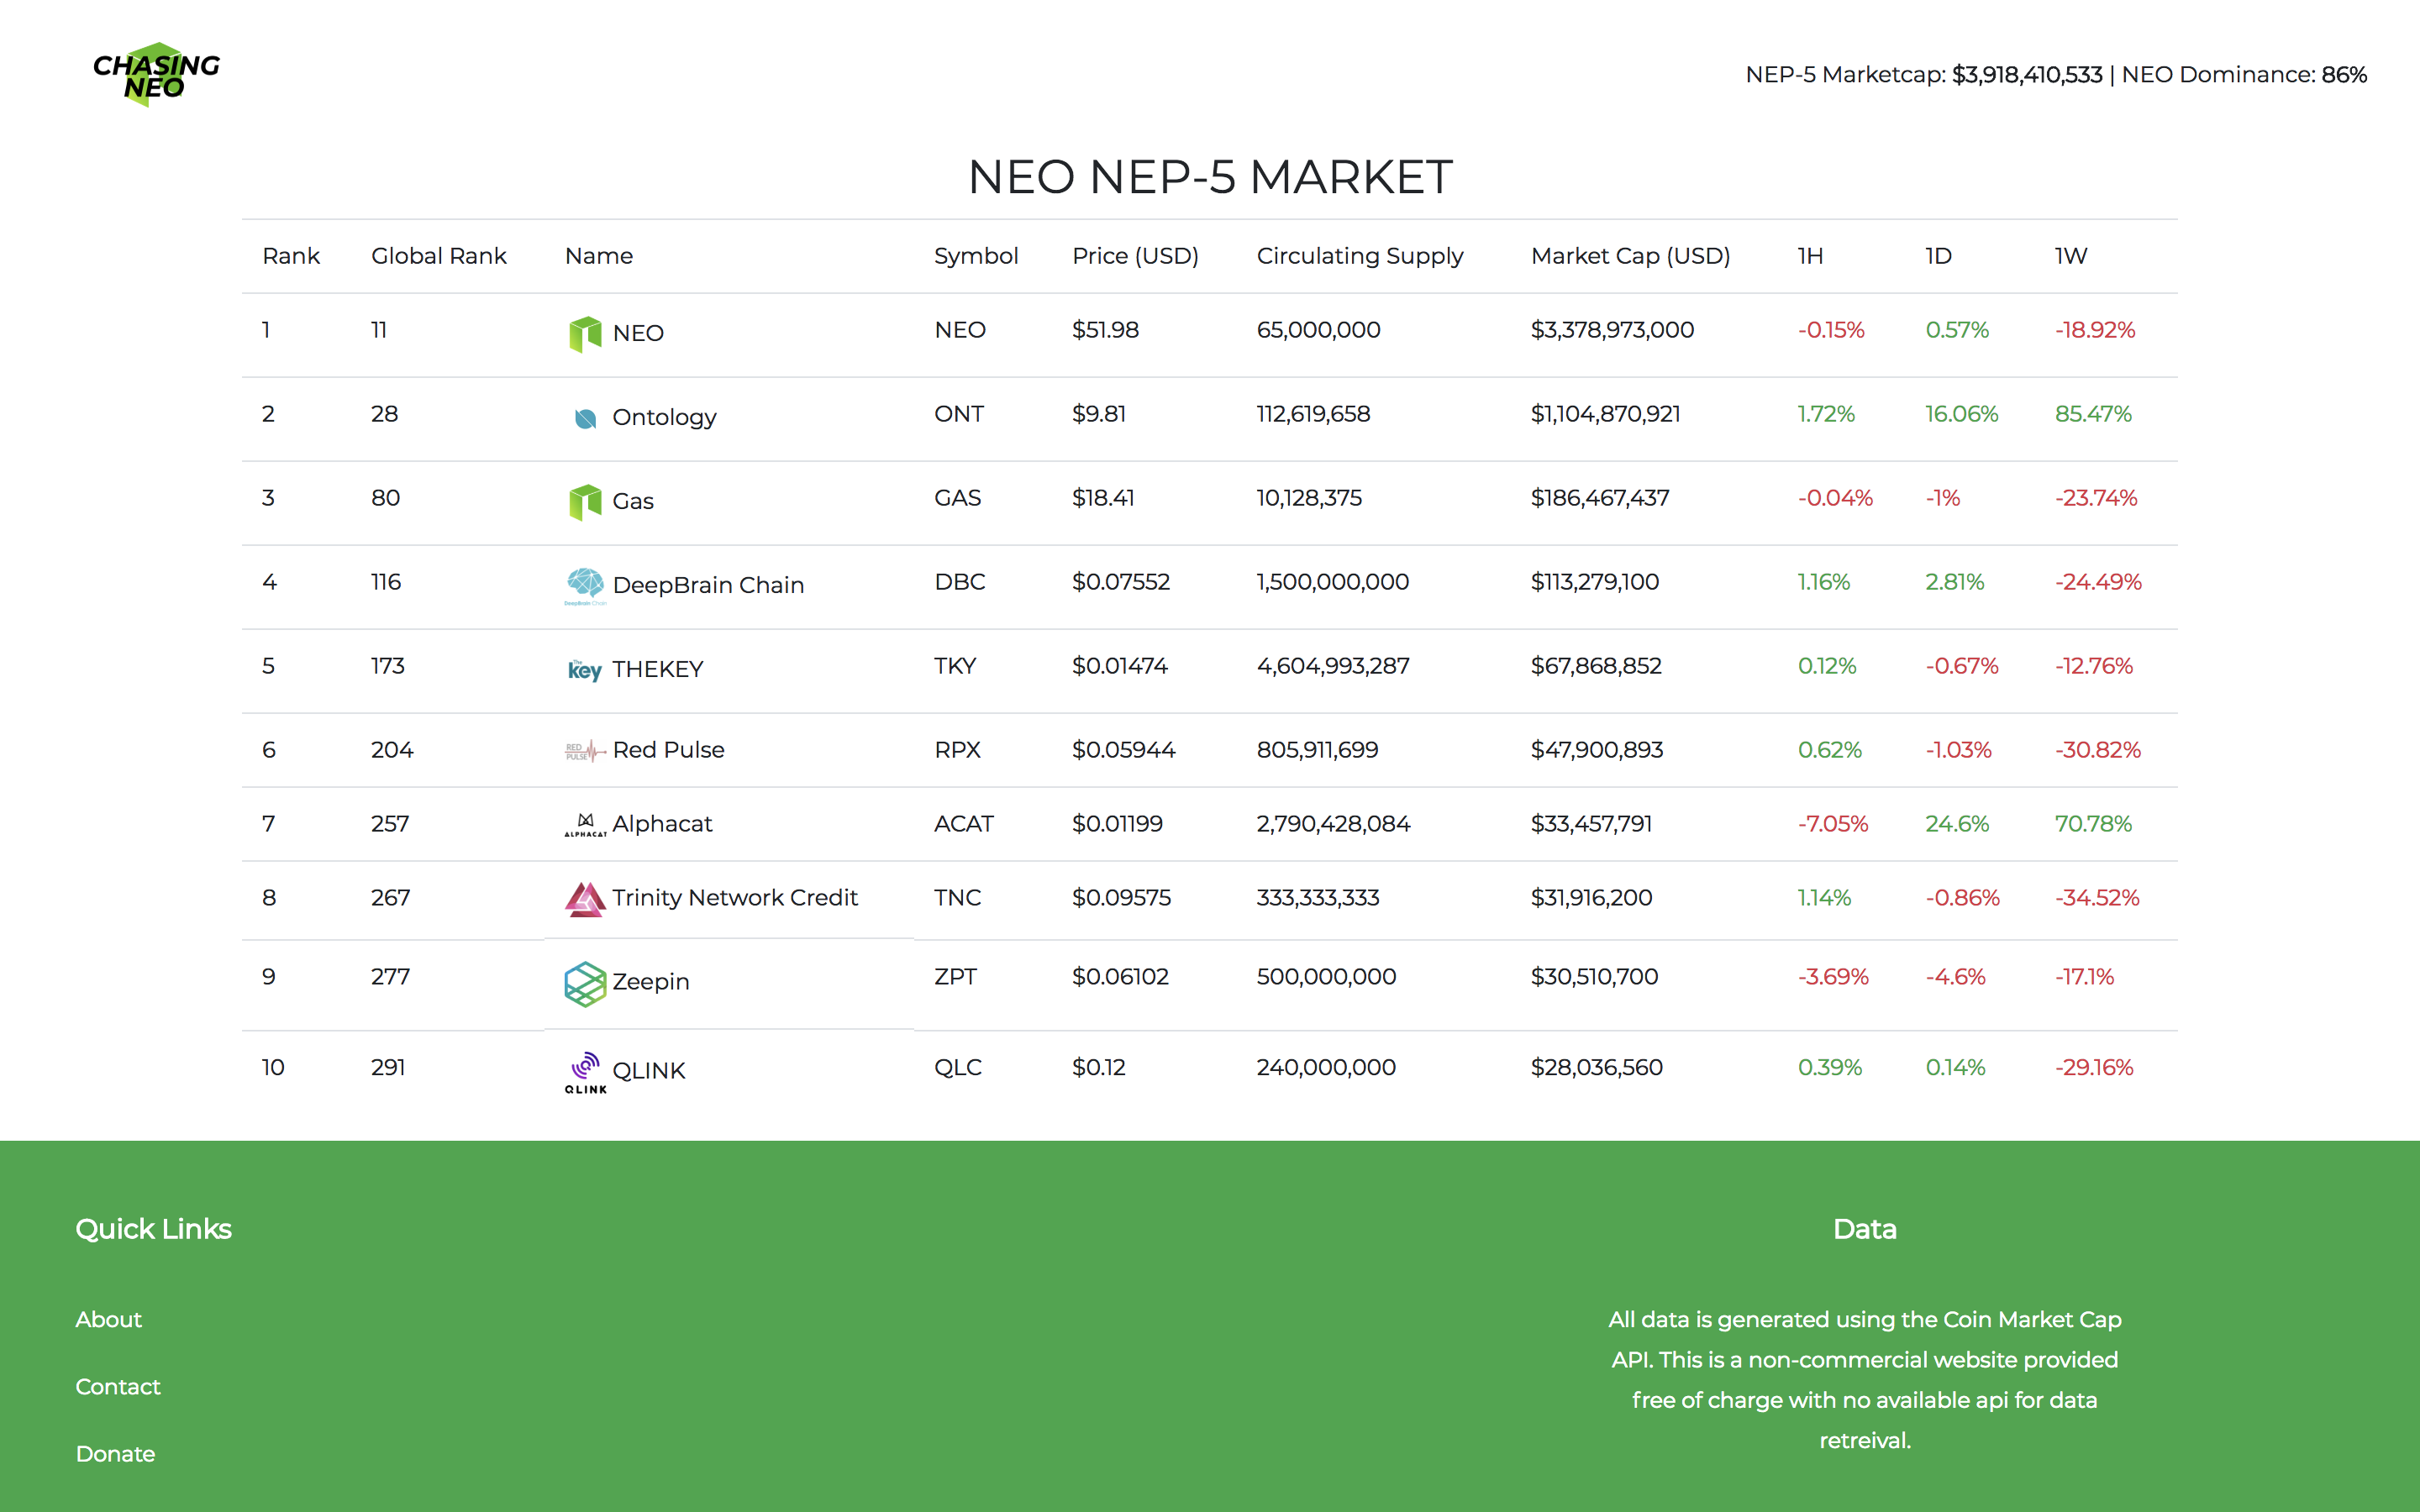 CHASING
NEO
NEP-5 Marketcap: $3,918,410,533 | NEO Dominance: 86%
NEO NEP-5 MARKET
Rank Global Rank Name Symbol Price (USD) Circulating Supply Market Cap (USD) 1H 1D 1W
1 11 NEO NEO $51.98 65,000,000 $3,378,973,000 -0.15% 0.57% -18.92%
2 28 Ontology ONT $9.81 112,619,658 $1,104,870,921 1.72% 16.06% 85.47%
3 80 Gas GAS $18.41 10,128,375 $186,467,437 -0.04% -1% -23.74%
4 116 DeepBrain Chain DeepBrain Chain DBC $0.07552 1,500,000,000 $113,279,100 1.16% 2.81% -24.49%
5 173 The key THEKEY TKY $0.01474 4,604,993,287 $67,868,852 0.12% -0.67% -12.76%
6 204 RED PULSE Red Pulse RPX $0.05944 805,911,699 $47,900,893 0.62% -1.03% -30.82%
7 257 ALPHACAT Alphacat ACAT $0.01199 2,790,428,084 $33,457,791 -7.05% 24.6% 70.78%
8 267 Trinity Network Credit TNC $0.09575 333,333,333 $31,916,200 1.14% -0.86% -34.52%
9 277 Zeepin ZPT $0.06102 500,000,000 $30,510,700 -3.69% -4.6% -17.1%
10 291 QLINK QLINK QLC $0.12 240,000,000 $28,036,560 0.39% 0.14% -29.16%
Quick Links
About
Contact
Donate
Data
All data is generated using the Coin Market Cap
API. This is a non-commercial website provided
free of charge with no available api for data
retreival.